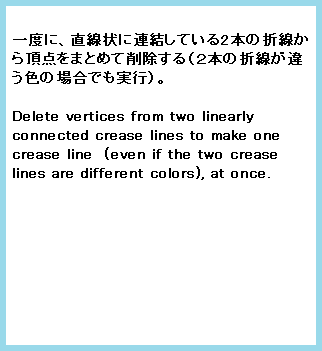 一度に、直線状に連結している2本の折線か
ら頂点をまとめて削除する（２本の折線が違
う色の場合でも実行）。
Delete vertices from two linearly
connected crease lines to make one
crease line (even if the two crease
lines are different colors), at once.